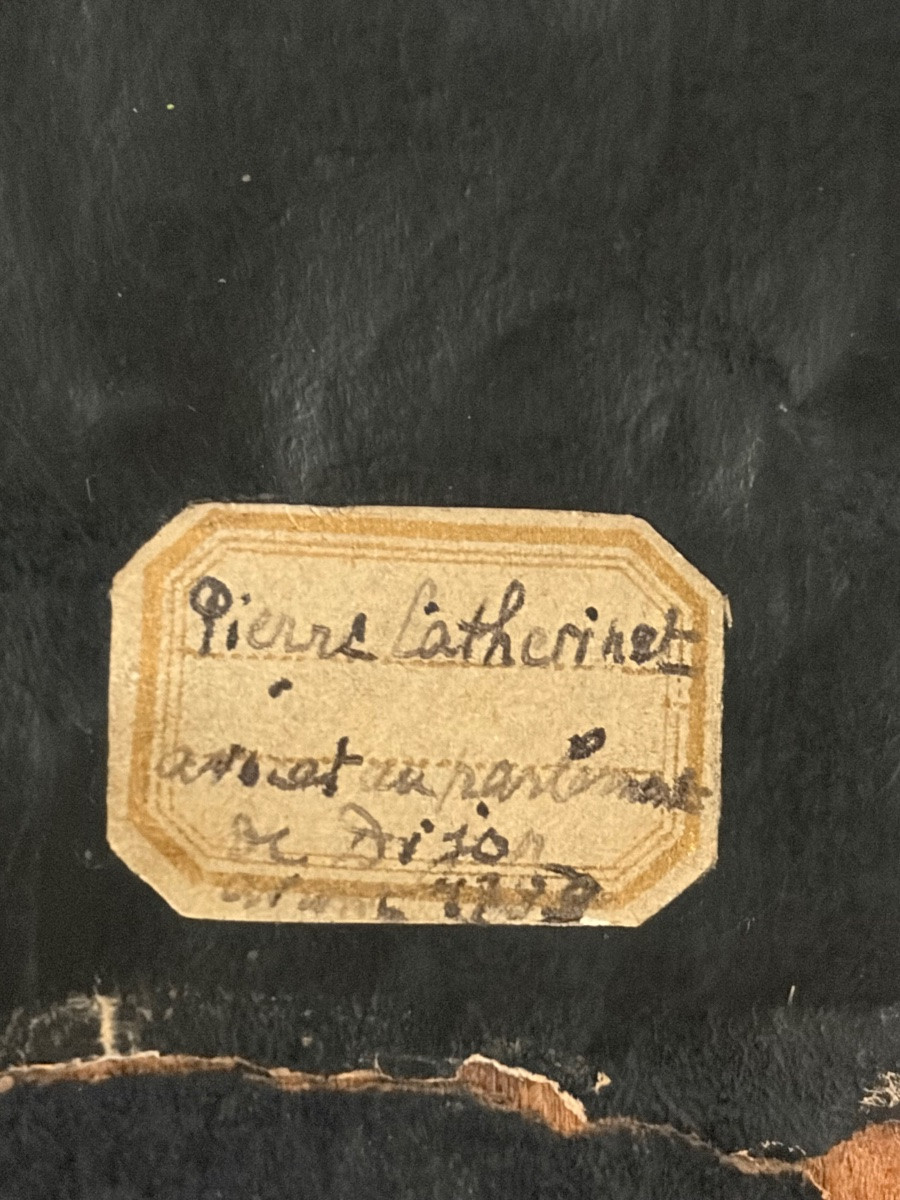 Pierre Catherinet
avocat au parlement
de Dijon